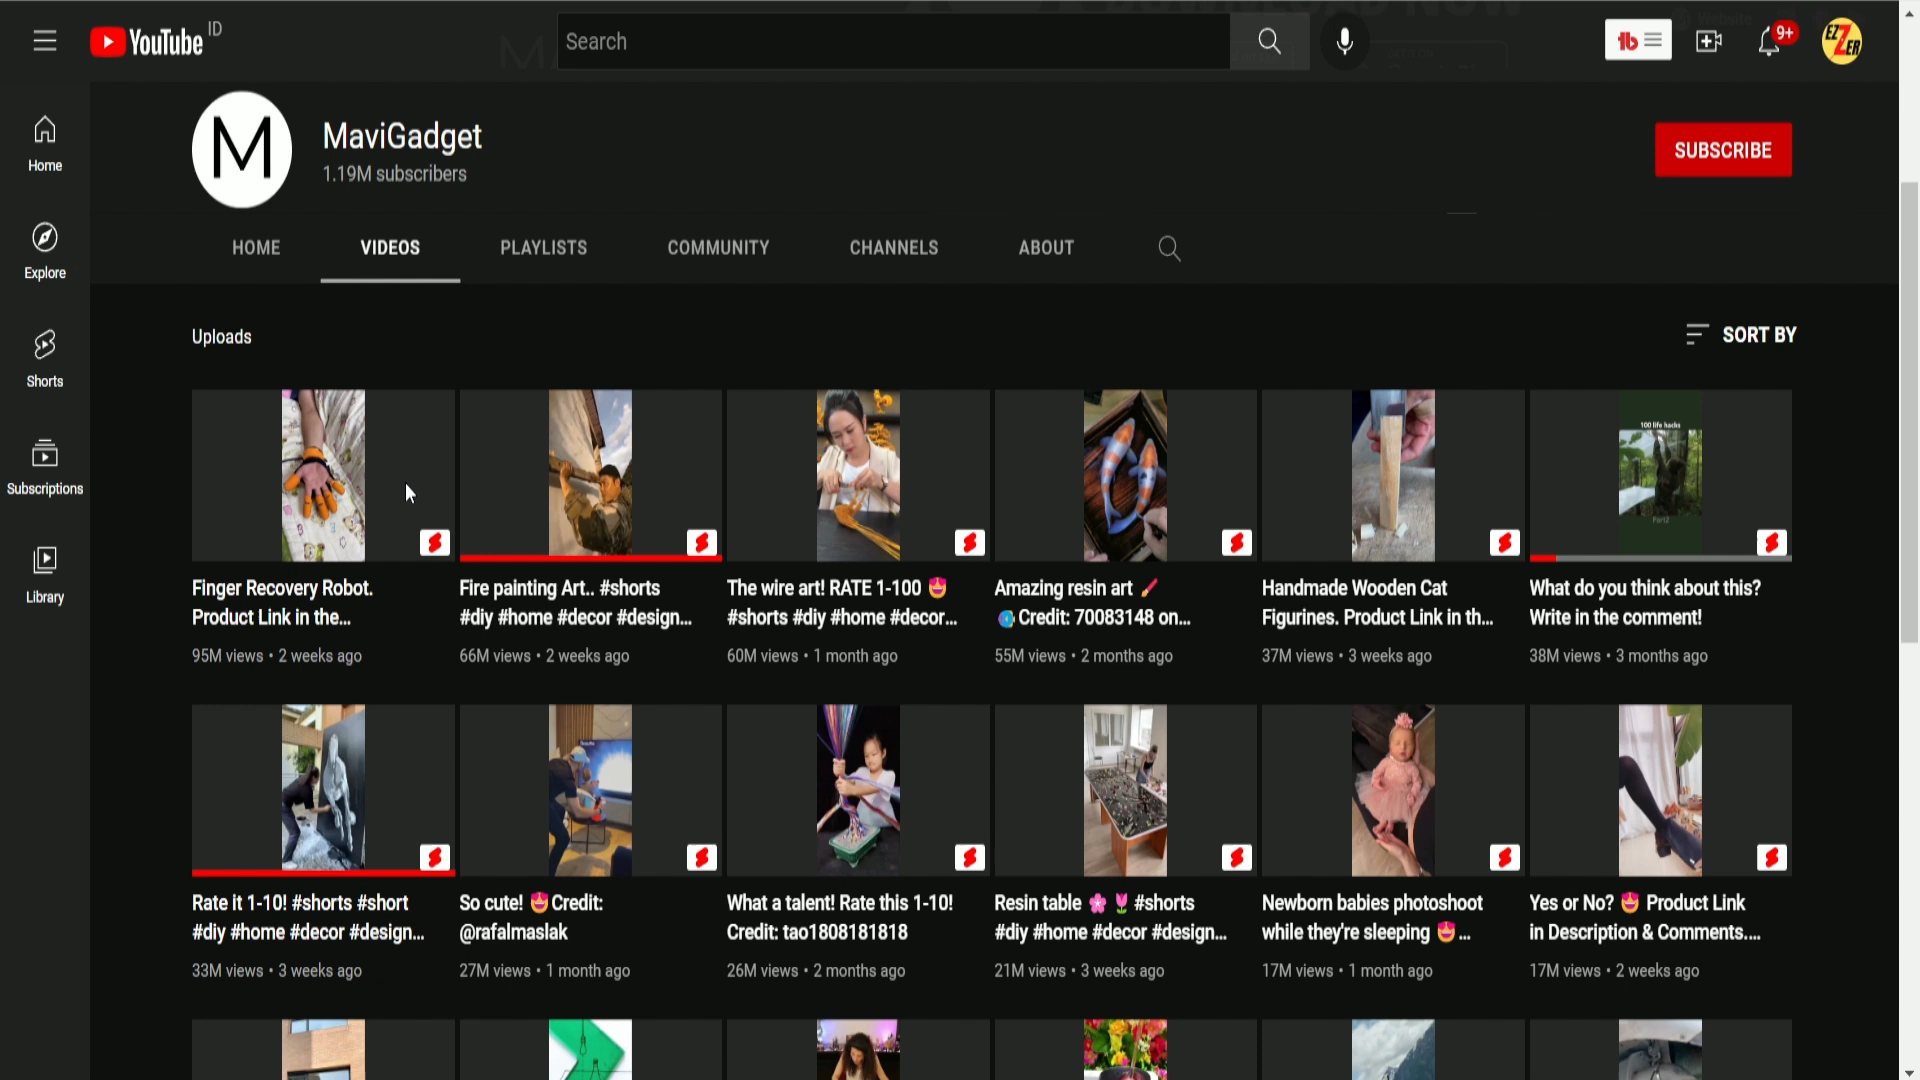 YouTube ID
Search
9+
EZZER
Home
Explore
Shorts
Subscriptions
Library
M
MaviGadget
1.19M subscribers
SUBSCRIBE
HOME VIDEOS PLAYLISTS COMMUNITY CHANNELS ABOUT
Uploads
SORT BY
100 life hacks
Part2
Finger Recovery Robot.
Product Link in the...
95M views • 2 weeks ago
Fire painting Art.. #shorts
#diy #home #decor #design...
66M views • 2 weeks ago
The wire art! RATE 1-100 🤩
#shorts #diy #home #decor...
60M views • 1 month ago
Amazing resin art 🖌️
🐠Credit: 70083148 on...
55M views • 2 months ago
Handmade Wooden Cat
Figurines. Product Link in th...
37M views • 3 weeks ago
What do you think about this?
Write in the comment!
38M views • 3 months ago
Rate it 1-10! #shorts #short
#diy #home #decor #design...
33M views • 3 weeks ago
So cute! 🤩Credit:
@rafalmaslak
27M views • 1 month ago
What a talent! Rate this 1-10!
Credit: tao1808181818
26M views • 2 months ago
Resin table 🌸🌷 #shorts
#diy #home #decor #design...
21M views • 3 weeks ago
Newborn babies photoshoot
while they're sleeping 🤩...
17M views • 1 month ago
Yes or No? 🤩 Product Link
in Description & Comments....
17M views • 2 weeks ago